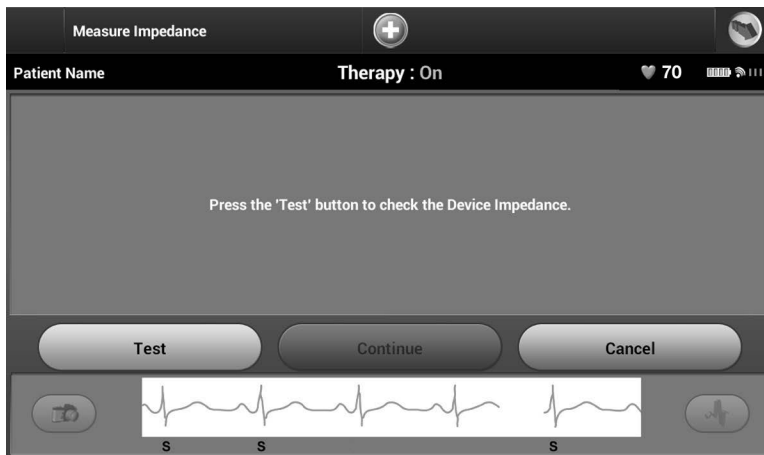 Measure Impedance
Patient Name Therapy : On 70
Press the 'Test' button to check the Device Impedance.
Test Continue Cancel
S S S